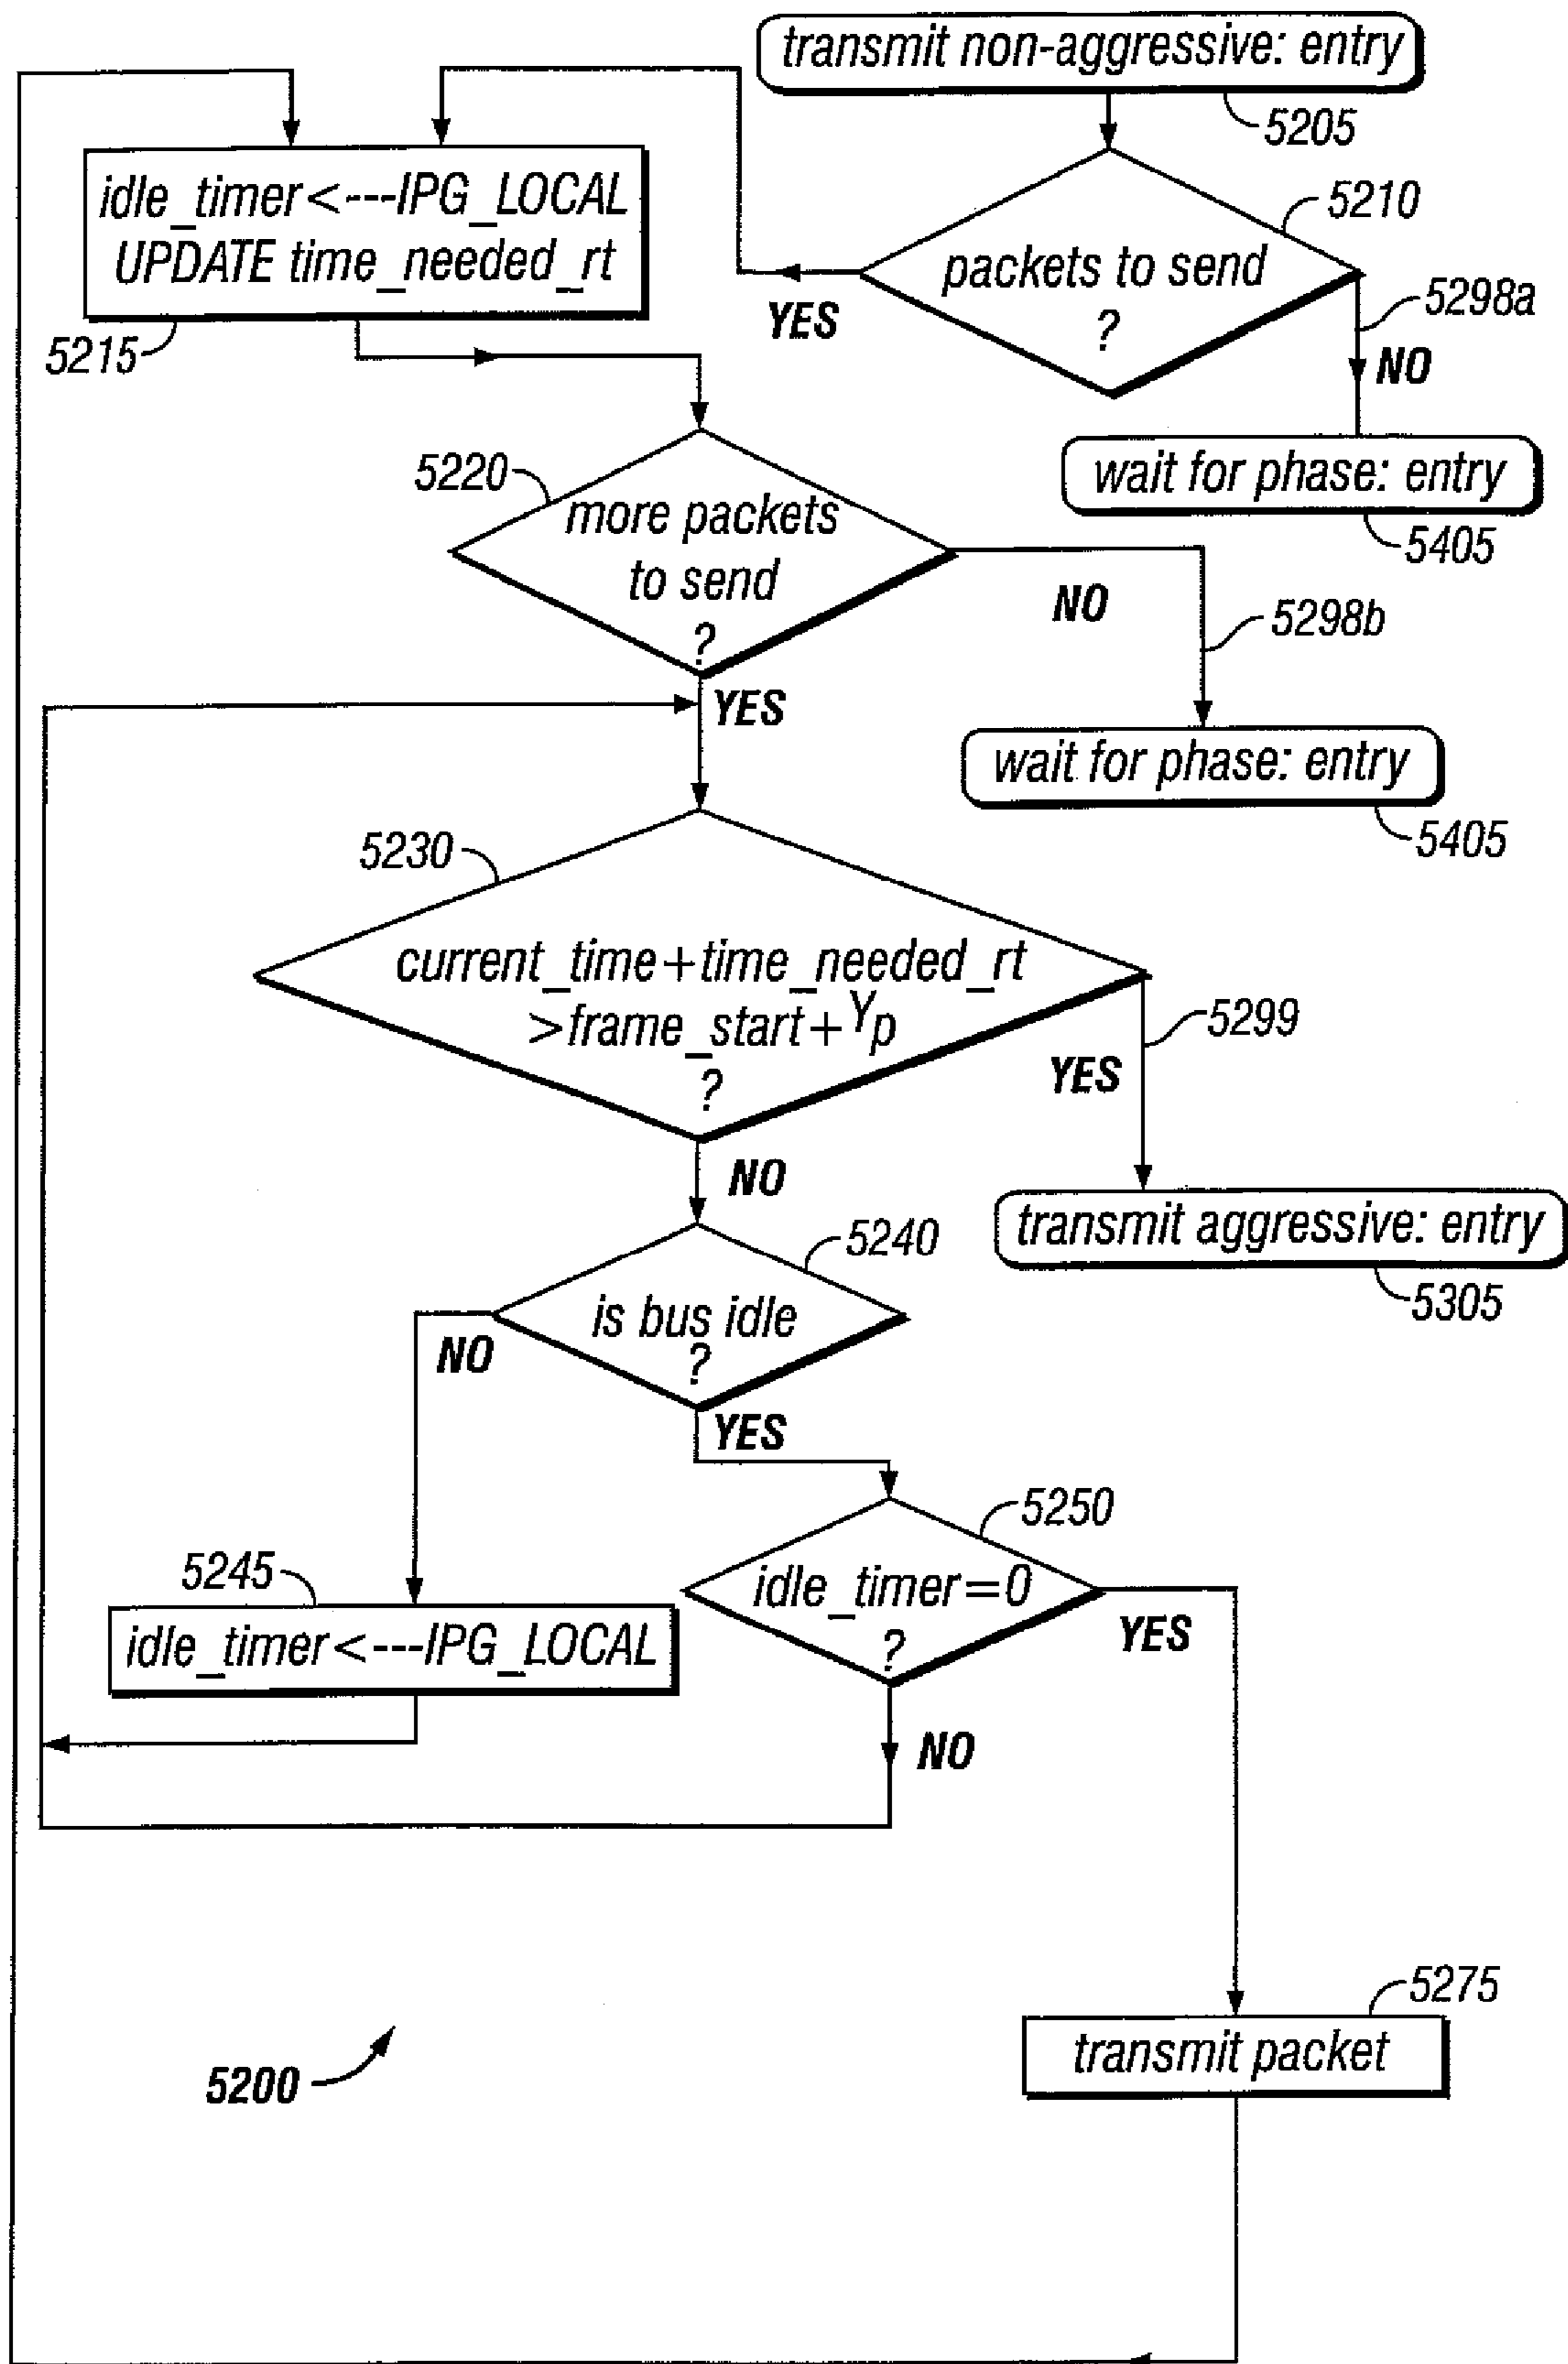 transmit non-aggressive: entry
5205
idle_timer<---IPG_LOCAL
UPDATE time_needed_rt
5215
5210
packets to send
?
YES
5298a
NO
wait for phase: entry
5405
5220
more packets
to send
?
NO
5298b
YES
wait for phase: entry
5405
5230
current_time+time_needed_rt
>frame_start+Yp
?
5299
YES
NO
transmit aggressive: entry
5305
5240
is bus idle
?
NO
YES
5250
idle_timer=0
?
YES
5245
idle_timer<---IPG_LOCAL
NO
5275
transmit packet
5200